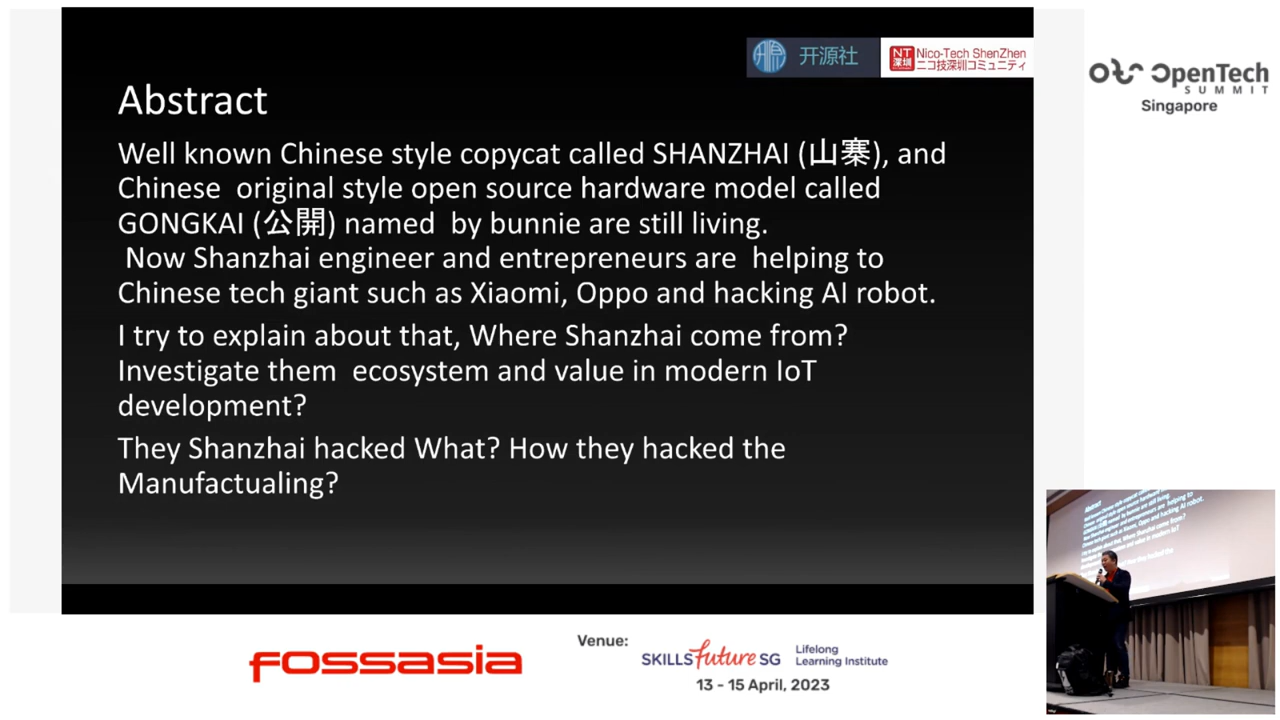 开源社
NT
深圳
Nico-Tech ShenZhen
ニコ技深圳コミュニティ
OpenTech
SUMMIT
Singapore
Abstract
Well known Chinese style copycat called SHANZHAI (山寨), and
Chinese  original style open source hardware model called
GONGKAI (公開) named  by bunnie are still living.
Now Shanzhai engineer and entrepreneurs are  helping to
Chinese tech giant such as Xiaomi, Oppo and hacking AI robot.
I try to explain about that, Where Shanzhai come from?
Investigate them  ecosystem and value in modern IoT
development?
They Shanzhai hacked What? How they hacked the
Manufactualing?
FOSSASIA
Venue:
SKILLSfuture SG
Lifelong
Learning Institute
13 - 15 April, 2023